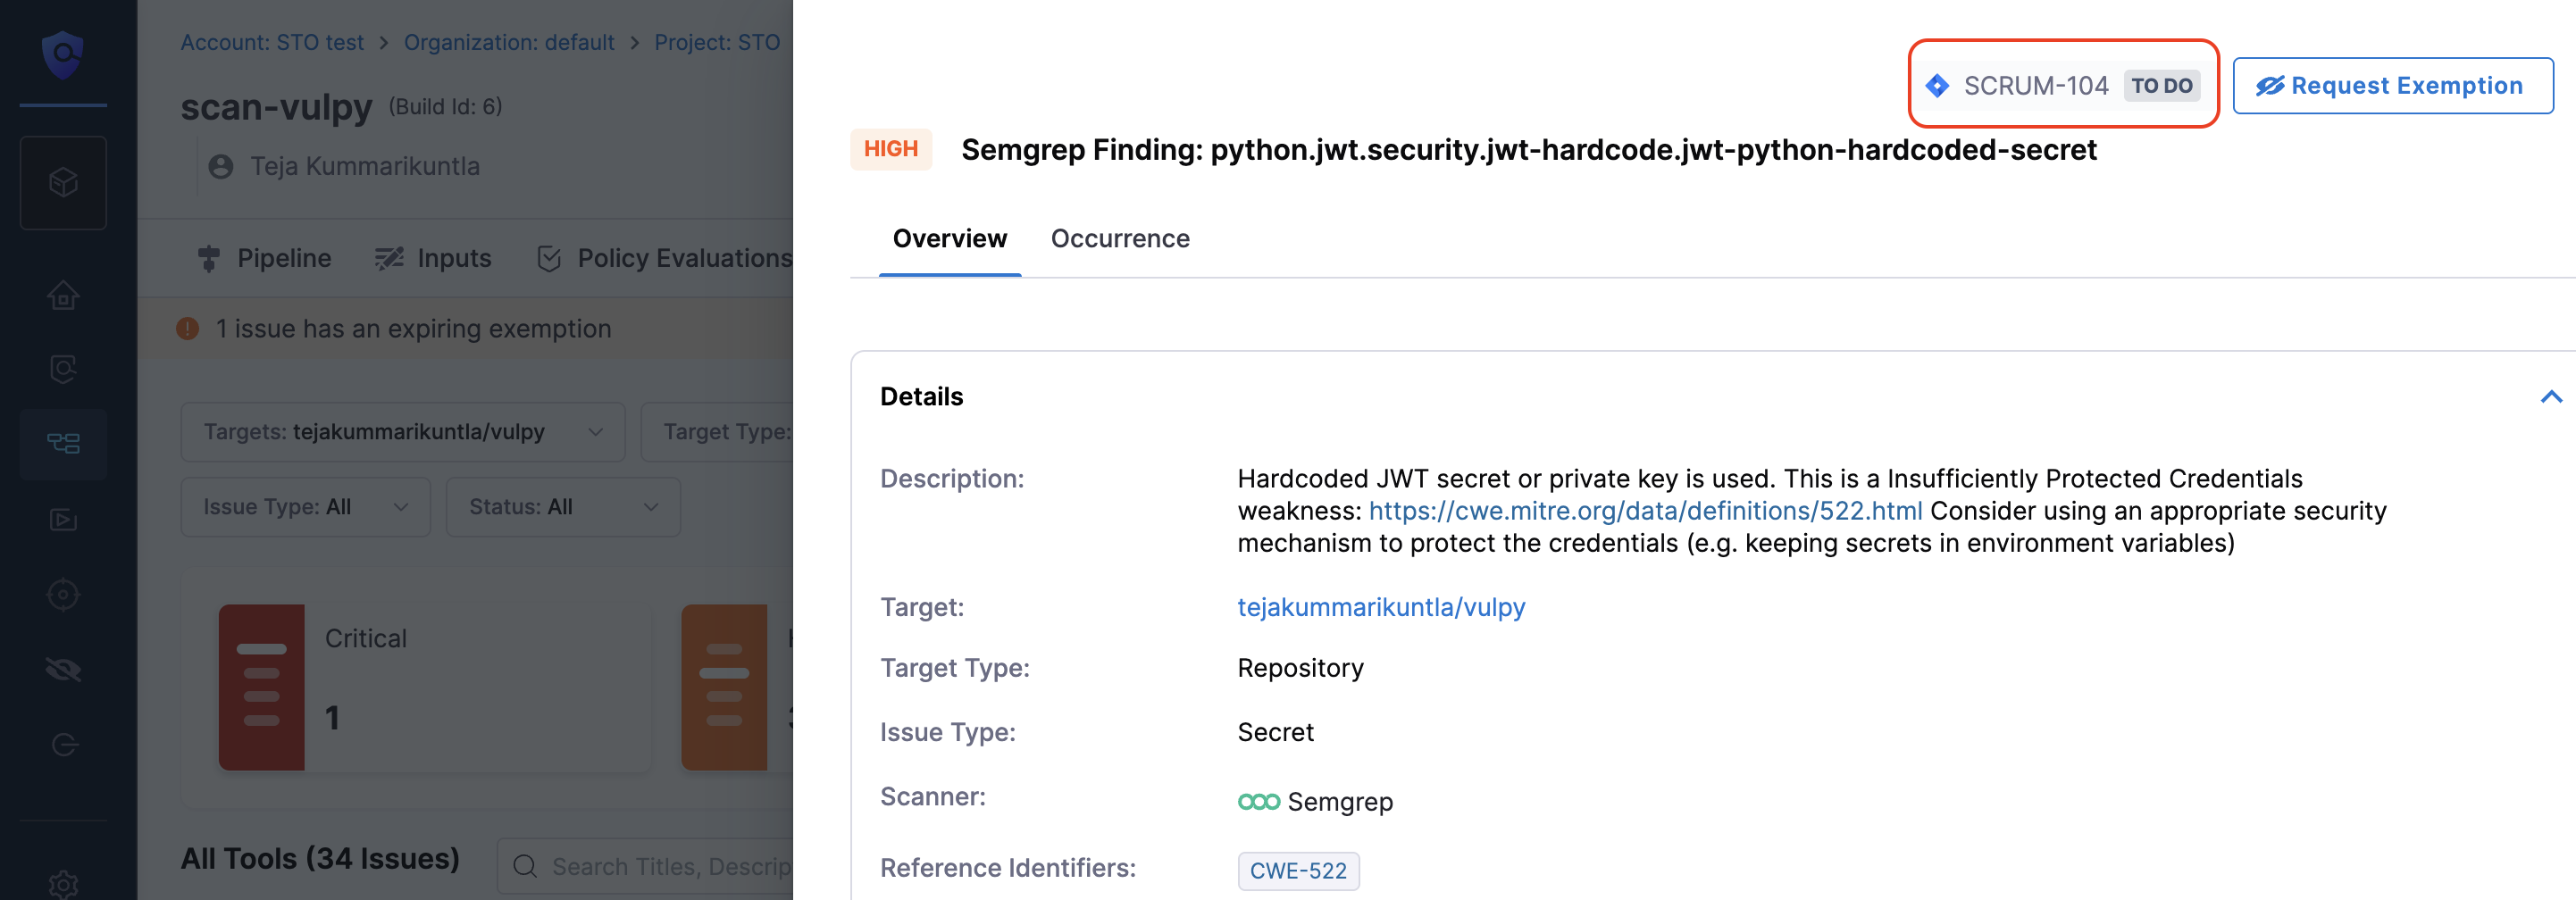 Account: STO test > Organization: default > Project: STO
scan-vulpy (Build Id: 6)
Teja Kummarikuntla
Pipeline Inputs Policy Evaluations
1 issue has an expiring exemption
Targets: tejakummarikuntla/vulpy Target Type:
Issue Type: All Status: All
Critical
1
All Tools (34 Issues) Search Titles, Descrip
SCRUM-104 TO DO Request Exemption
HIGH Semgrep Finding: python.jwt.security.jwt-hardcode.jwt-python-hardcoded-secret
Overview Occurrence
Details
Description: Hardcoded JWT secret or private key is used. This is a Insufficiently Protected Credentials
weakness: https://cwe.mitre.org/data/definitions/522.html Consider using an appropriate security
mechanism to protect the credentials (e.g. keeping secrets in environment variables)
Target: tejakummarikuntla/vulpy
Target Type: Repository
Issue Type: Secret
Scanner: Semgrep
Reference Identifiers: CWE-522